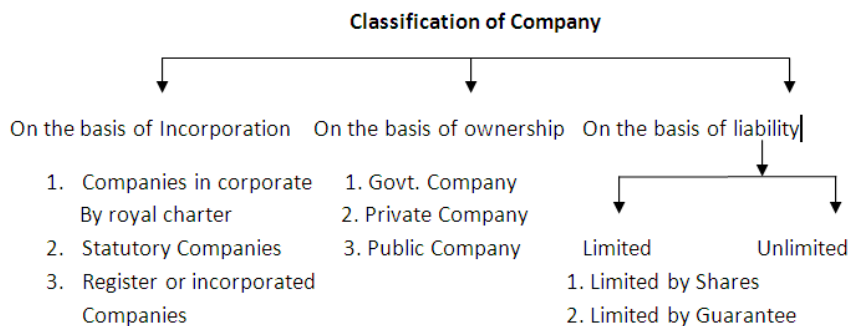 Classification of Company
On the basis of Incorporation
1. Companies in corporate
By royal charter
2. Statutory Companies
3. Register or incorporated
Companies
On the basis of ownership
1. Govt. Company
2. Private Company
3. Public Company
On the basis of liability
Limited
1. Limited by Shares
2. Limited by Guarantee
Unlimited